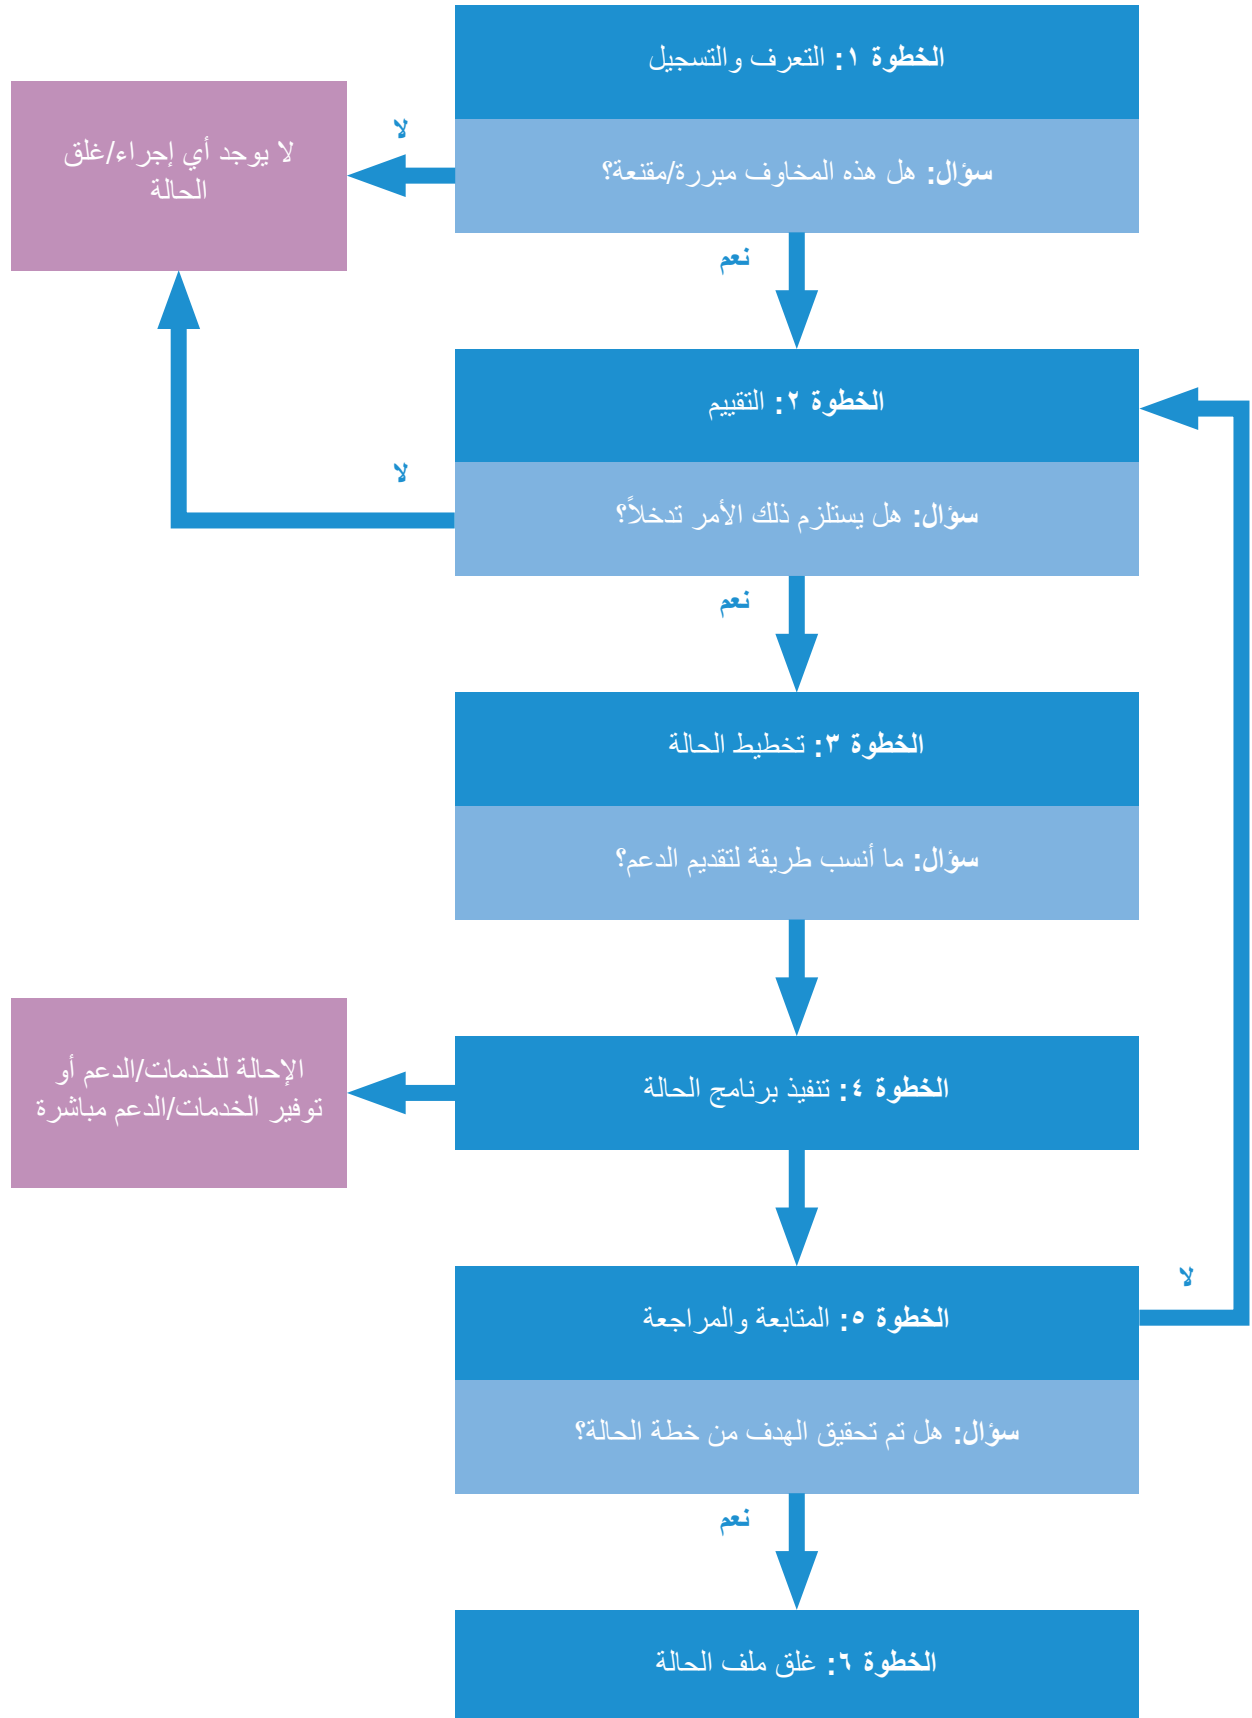 الخطوة ١: التعرف والتسجيل
سؤال: هل هذه المخاوف مبررة/مقنعة؟
لا
لا يوجد أي إجراء/غلق
الحالة
نعم
الخطوة ٢: التقييم
سؤال: هل يستلزم ذلك الأمر تدخلاً؟
لا
نعم
الخطوة ٣: تخطيط الحالة
سؤال: ما أنسب طريقة لتقديم الدعم؟
الخطوة ٤: تنفيذ برنامج الحالة
الإحالة للخدمات/الدعم أو
توفير الخدمات/الدعم مباشرة
الخطوة ٥: المتابعة والمراجعة
لا
سؤال: هل تم تحقيق الهدف من خطة الحالة؟
نعم
الخطوة ٦: غلق ملف الحالة